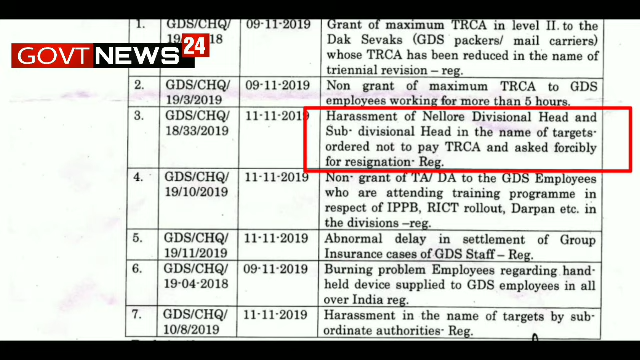 GOVT NEWS 24
1. GDS/CHQ/ 09-11-2019 Grant of maximum TRCA in level II. to the
19/ 2018 Dak Sevaks (GDS packers/ mail carriers)
whose TRCA has been reduced in the name of
triennial revision – reg.
2. GDS/CHQ/ 09-11-2019 Non grant of maximum TRCA to GDS
19/3/2019 employees working for more than 5 hours.
3. GDS/CHQ/ 11-11-2019 Harassment of Nellore Divisional Head and
18/33/2019 Sub- divisional Head in the name of targets-
ordered not to pay TRCA and asked forcibly
for resignation- Reg.
4. GDS/CHQ/ 11-11-2019 Non- grant of TA/ DA to the GDS Employees
19/10/2019 who are attending training programme in
respect of IPPB, RICT rollout, Darpan etc. in
the divisions –reg.
5. GDS/CHQ/ 11-11-2019 Abnormal delay in settlement of Group
19/11/2019 Insurance cases of GDS Staff – Reg.
6. GDS/CHQ/ 09-11-2019 Burning problem Employees regarding hand-
19-04-2018 held device supplied to GDS employees in all
over India reg.
7. GDS/CHQ/ 11-11-2019 Harassment in the name of targets by sub-
10/8/2019 ordinate authorities- Reg.